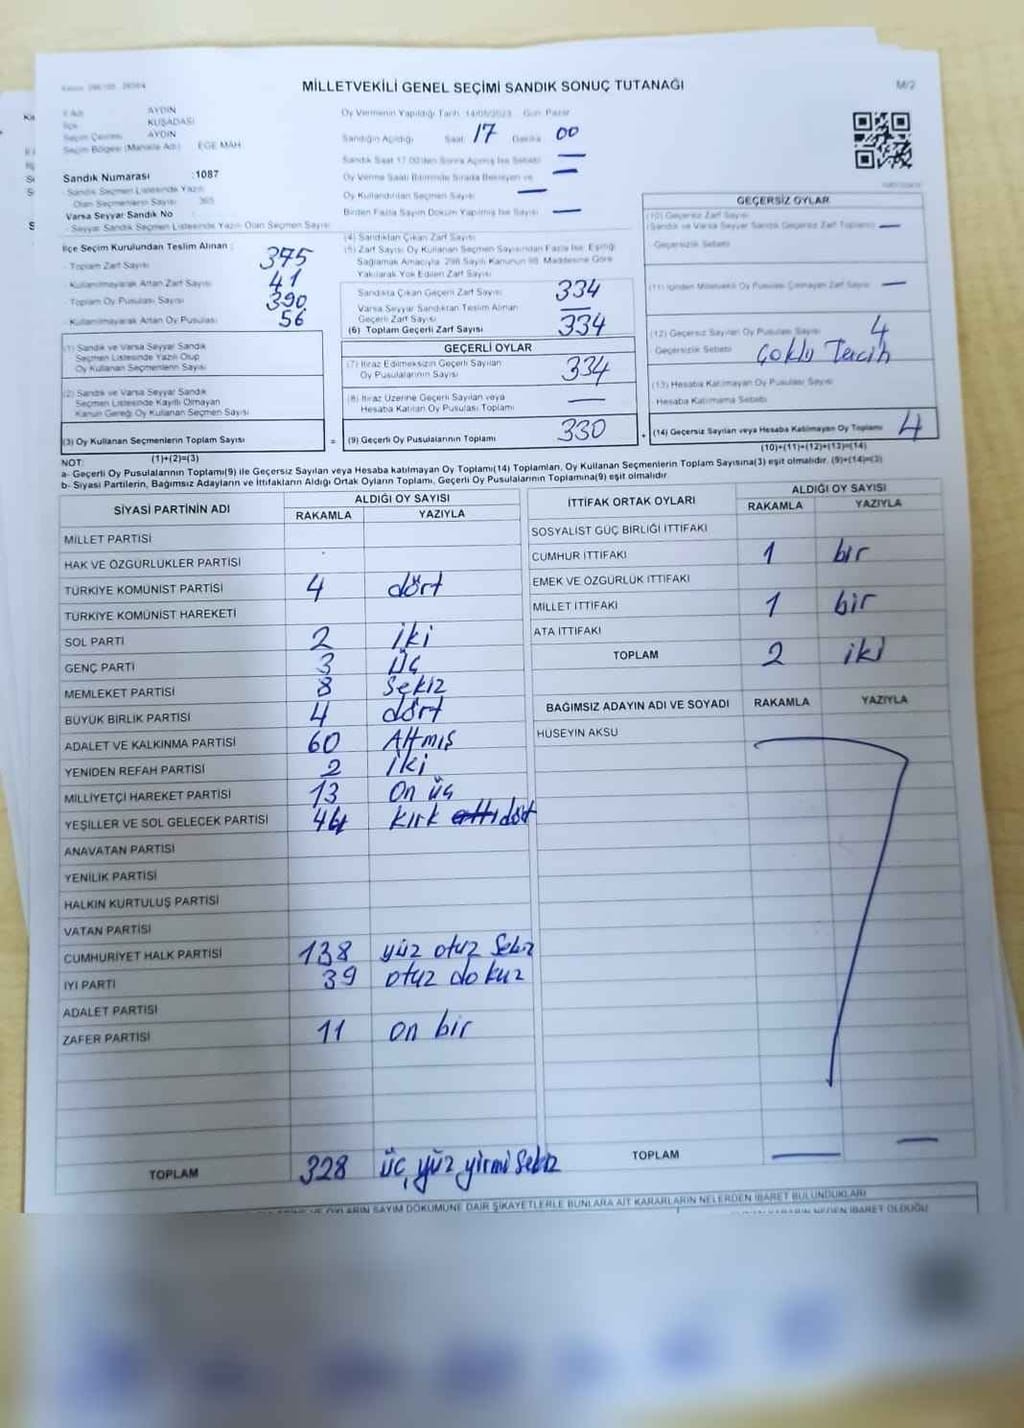 MİLLETVEKİLİ GENEL SEÇİMİ SANDIK SONUÇ TUTANAĞI
M/2
İl Adı AYDIN
İlçe KUŞADASI
Seçim Çevresi AYDIN
Seçim Bölgesi (Mahalle Adı) EGE MAH
Sandık Numarası :1087
Sandık Seçmen Listesinde Yazılı
Olan Seçmenlerin Sayısı 365
Varsa Seyyar Sandık No
Seyyar Sandık Seçmen Listesinde Yazılı Olan Seçmen Sayısı
İlçe Seçim Kurulundan Teslim Alınan :
Toplam Zarf Sayısı 375
Kullanılmayarak Artan Zarf Sayısı 41
Toplam Oy Pusulası Sayısı 390
Kullanılmayarak Artan Oy Pusulası 56
(1) Sandık ve Varsa Seyyar Sandık
Seçmen Listesinde Yazılı Olup
Oy Kullanan Seçmenlerin Sayısı
(2) Sandık ve Varsa Seyyar Sandık
Seçmen Listesinde Kayıtlı Olmayan
Kanun Gereği Oy Kullanan Seçmen Sayısı
(3) Oy Kullanan Seçmenlerin Toplam Sayısı =
(1)+(2)=(3)
Oy Vermenin Yapıldığı Tarih: 14/05/2023 Gün: Pazar
Sandığın Açıldığı Saat: 17 Dakika 00
Sandık Saat 17.00'den Sonra Açılmış İse Sebebi —
Oy Verme Saati Bitiminde Sırada Bekleyen ve —
Oy Kullandırılan Seçmen Sayısı —
Birden Fazla Sayım Döküm Yapılmış İse Sayısı —
(4) Sandıktan Çıkan Zarf Sayısı
(5) Zarf Sayısı Oy Kullanan Seçmen Sayısından Fazla İse, Eşitliği
Sağlamak Amacıyla, 298 Sayılı Kanunun 98. Maddesine Göre
Yakılarak Yok Edilen Zarf Sayısı
Sandıkta Çıkan Geçerli Zarf Sayısı 334
Varsa Seyyar Sandıktan Teslim Alınan
Geçerli Zarf Sayısı —
(6) Toplam Geçerli Zarf Sayısı 334
GEÇERLİ OYLAR
(7) İtiraz Edilmeksizin Geçerli Sayılan
Oy Pusulalarının Sayısı 334
(8) İtiraz Üzerine Geçerli Sayılan veya
Hesaba Katılan Oy Pusulası Toplamı —
(9) Geçerli Oy Pusulalarının Toplamı 330 +
GEÇERSİZ OYLAR
(10) Geçersiz Zarf Sayısı
(Sandık ve Varsa Seyyar Sandık Geçersiz Zarf Toplamı) —
Geçersizlik Sebebi
(11) İçinden Milletvekili Oy Pusulası Çıkmayan Zarf Sayısı —
(12) Geçersiz Sayılan Oy Pusulası Sayısı 4
Geçersizlik Sebebi Çoklu Tercih
(13) Hesaba Katılmayan Oy Pusulası Sayısı
Hesaba Katılmama Sebebi
(14) Geçersiz Sayılan veya Hesaba Katılmayan Oy Toplamı 4
(10)+(11)+(12)+(13)=(14)
NOT:
a- Geçerli Oy Pusulalarının Toplamı(9) ile Geçersiz Sayılan veya Hesaba katılmayan Oy Toplamı(14) Toplamları, Oy Kullanan Seçmenlerin Toplam Sayısına(3) eşit olmalıdır. (9)+(14)=(3)
b- Siyasi Partilerin, Bağımsız Adayların ve İttifakların Aldığı Ortak Oyların Toplamı, Geçerli Oy Pusulalarının Toplamına(9) eşit olmalıdır.
SİYASİ PARTİNİN ADI ALDIĞI OY SAYISI
RAKAMLA YAZIYLA
MİLLET PARTİSİ
HAK VE ÖZGÜRLÜKLER PARTİSİ
TÜRKİYE KOMÜNİST PARTİSİ 4 dört
TÜRKİYE KOMÜNİST HAREKETİ
SOL PARTİ 2 iki
GENÇ PARTİ 3 üç
MEMLEKET PARTİSİ 8 Sekiz
BÜYÜK BİRLİK PARTİSİ 4 dört
ADALET VE KALKINMA PARTİSİ 60 Altmış
YENİDEN REFAH PARTİSİ 2 iki
MİLLİYETÇİ HAREKET PARTİSİ 13 On üç
YEŞİLLER VE SOL GELECEK PARTİSİ 44 kırk altı dört
ANAVATAN PARTİSİ
YENİLİK PARTİSİ
HALKIN KURTULUŞ PARTİSİ
VATAN PARTİSİ
CUMHURİYET HALK PARTİSİ 138 yüz otuz Sekiz
İYİ PARTİ 39 otuz dokuz
ADALET PARTİSİ
ZAFER PARTİSİ 11 on bir
TOPLAM 328 üç yüz yirmi Sekiz
İTTİFAK ORTAK OYLARI ALDIĞI OY SAYISI
RAKAMLA YAZIYLA
SOSYALİST GÜÇ BİRLİĞİ İTTİFAKI
CUMHUR İTTİFAKI 1 bir
EMEK VE ÖZGÜRLÜK İTTİFAKI
MİLLET İTTİFAKI 1 bir
ATA İTTİFAKI
TOPLAM 2 iki
BAĞIMSIZ ADAYIN ADI VE SOYADI RAKAMLA YAZIYLA
HÜSEYİN AKSU
TOPLAM — —
OYLARIN SAYIM DÖKÜMÜNE DAİR ŞİKAYETLERLE BUNLARA AİT KARARLARIN NELERDEN İBARET BULUNDUKLARI